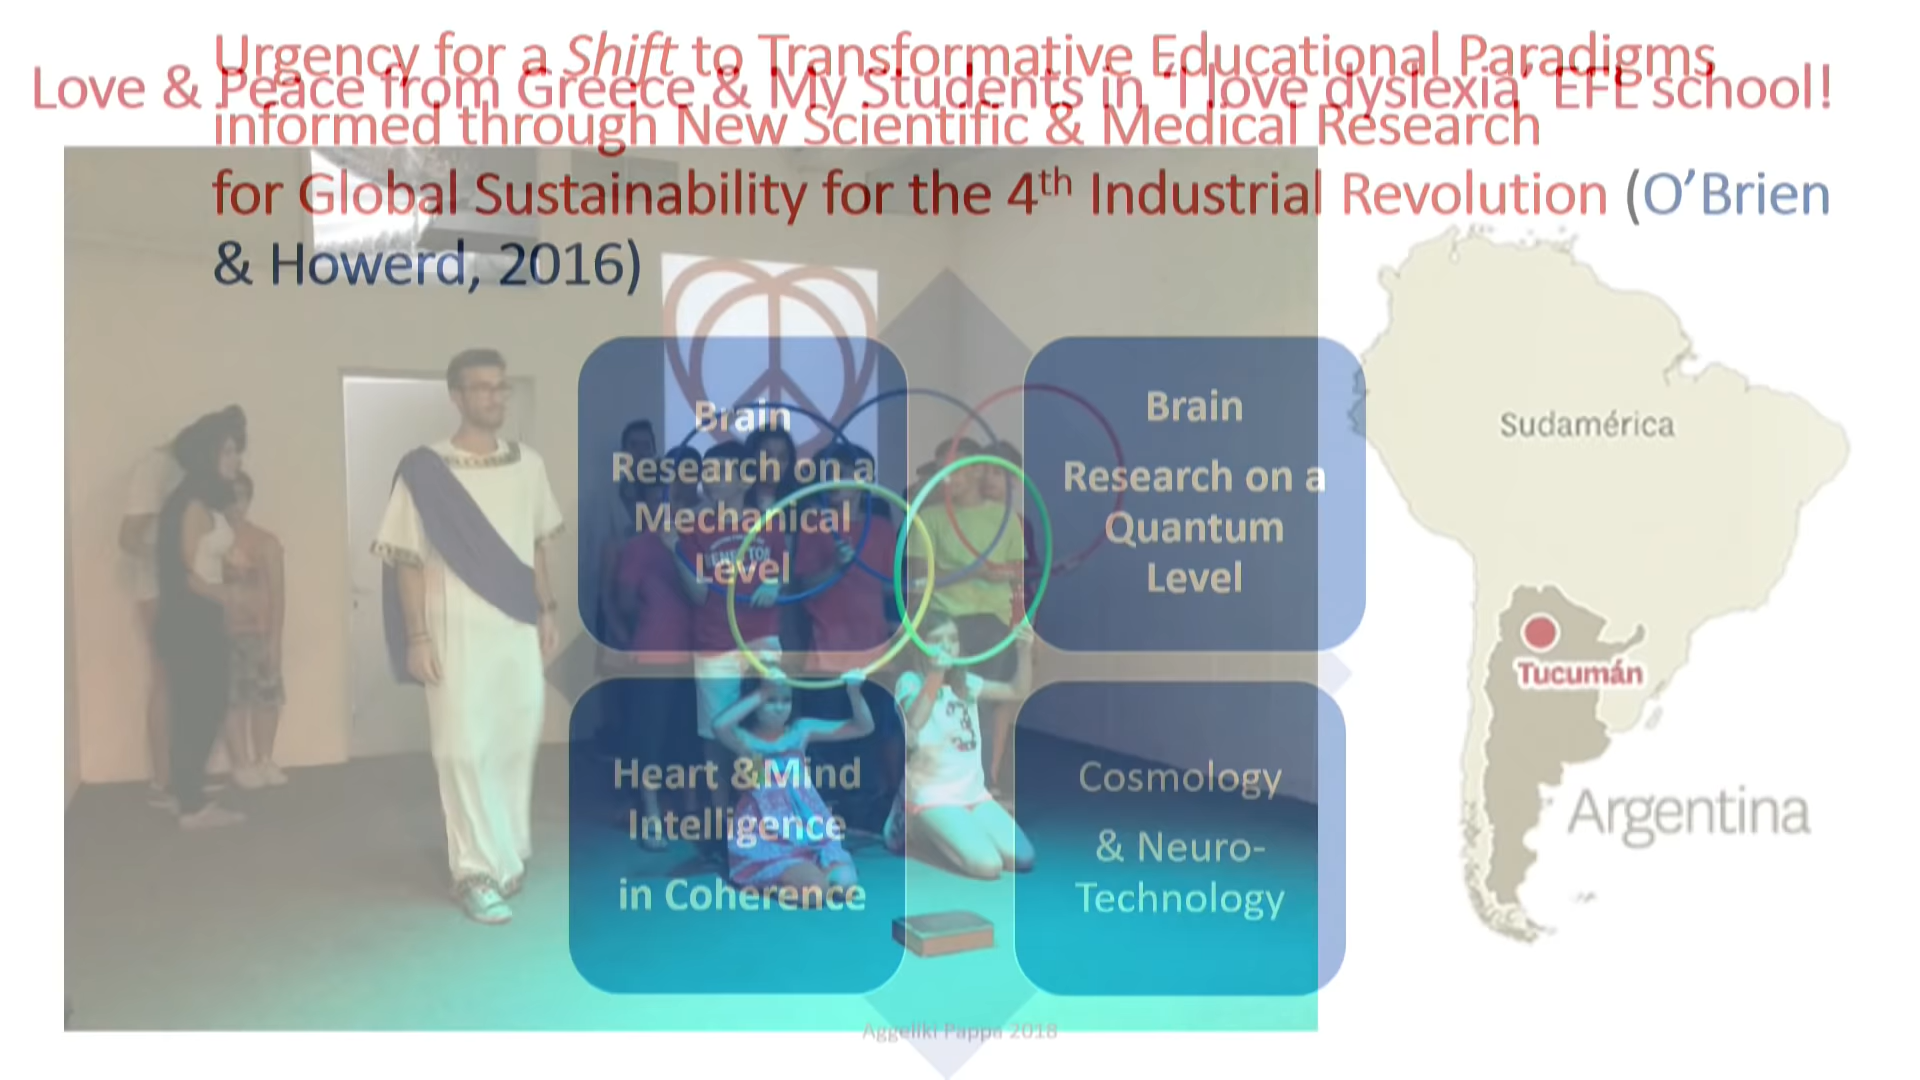 Love & Peace from Greece & My Students in ‘I love dyslexia’ EFL school!
Urgency for a Shift to Transformative Educational Paradigms
informed through New Scientific & Medical Research
for Global Sustainability for the 4th Industrial Revolution (O’Brien
& Howerd, 2016)
Brain
Research on a
Mechanical
Level
Brain
Research on a
Quantum
Level
Heart &Mind
Intelligence
in Coherence
Cosmology
& Neuro-
Technology
Sudamérica
Tucumán
Argentina
Aggeliki Pappa 2018